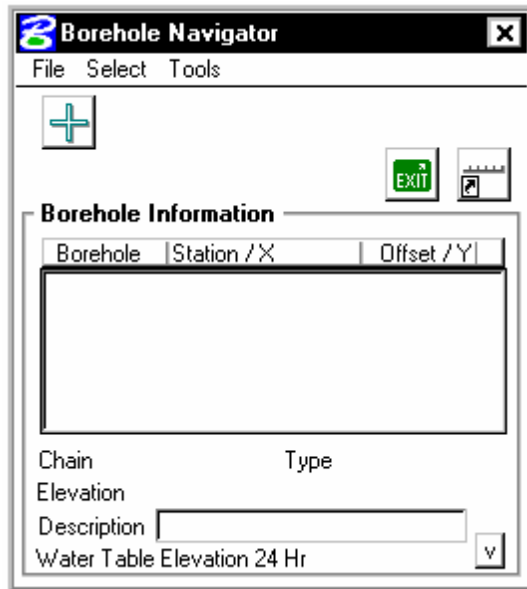 Borehole Navigator
File Select Tools
EXIT
Borehole Information
Borehole Station / X Offset / Y
Chain Type
Elevation
Description
Water Table Elevation 24 Hr v